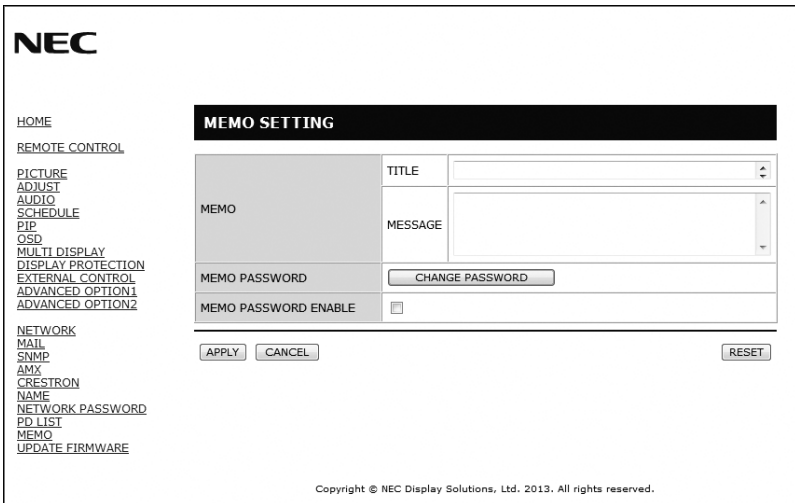 NEC
HOME
REMOTE CONTROL
PICTURE
ADJUST
AUDIO
SCHEDULE
PIP
OSD
MULTI DISPLAY
DISPLAY PROTECTION
EXTERNAL CONTROL
ADVANCED OPTION1
ADVANCED OPTION2
NETWORK
MAIL
SNMP
AMX
CRESTRON
NAME
NETWORK PASSWORD
PD LIST
MEMO
UPDATE FIRMWARE
MEMO SETTING
MEMO
TITLE
MESSAGE
MEMO PASSWORD
CHANGE PASSWORD
MEMO PASSWORD ENABLE
APPLY CANCEL RESET
Copyright © NEC Display Solutions, Ltd. 2013. All rights reserved.